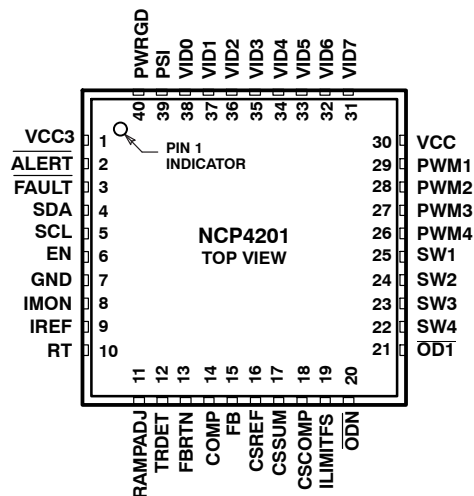 PWRGD PSI VID0 VID1 VID2 VID3 VID4 VID5 VID6 VID7
40 39 38 37 36 35 34 33 32 31
VCC3 1
ALERT 2
FAULT 3
SDA 4
SCL 5
EN 6
GND 7
IMON 8
IREF 9
RT 10
PIN 1
INDICATOR
NCP4201
TOP VIEW
30 VCC
29 PWM1
28 PWM2
27 PWM3
26 PWM4
25 SW1
24 SW2
23 SW3
22 SW4
21 OD1
11 12 13 14 15 16 17 18 19 20
RAMPADJ TRDET FBRTN COMP FB CSREF CSSUM CSCOMP ILIMITFS ODN